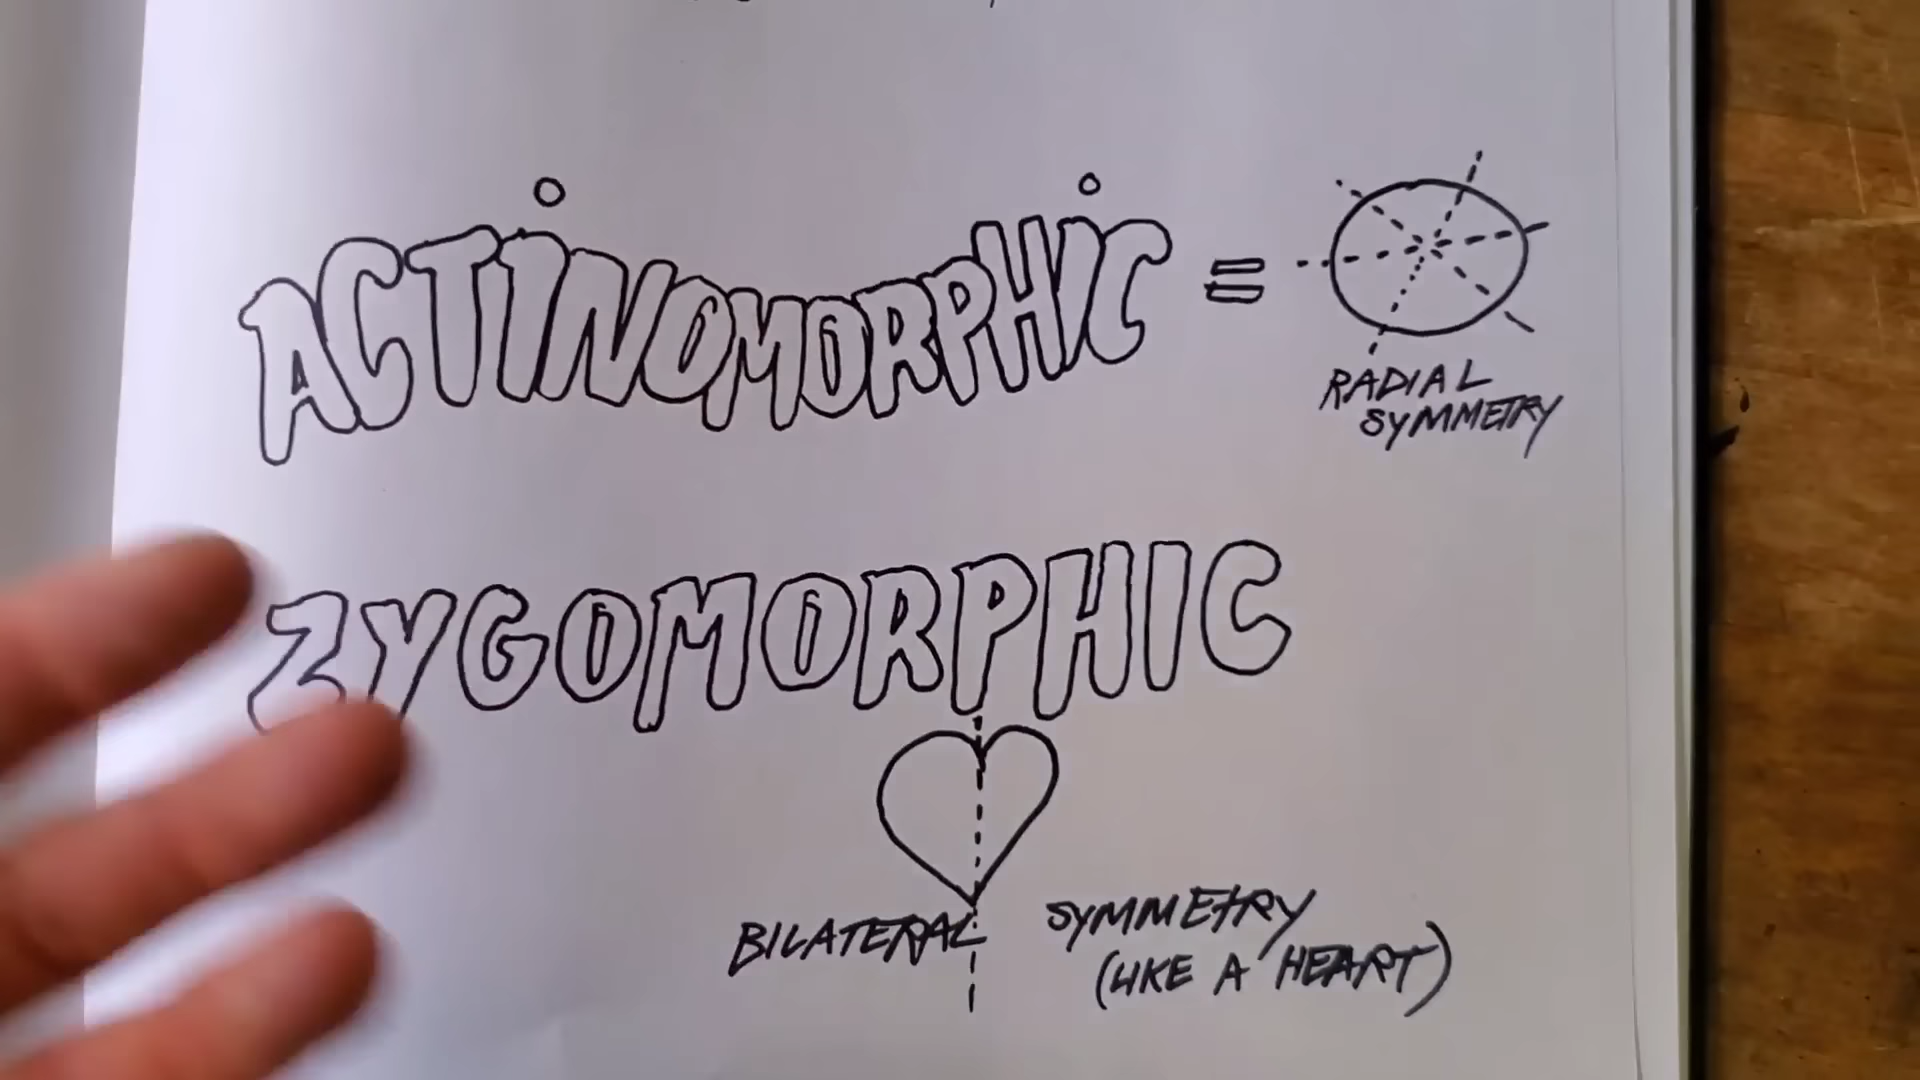 ACTINOMORPHIC =
RADIAL
SYMMETRY
ZYGOMORPHIC
BILATERAL SYMMETRY
(LIKE A HEART)